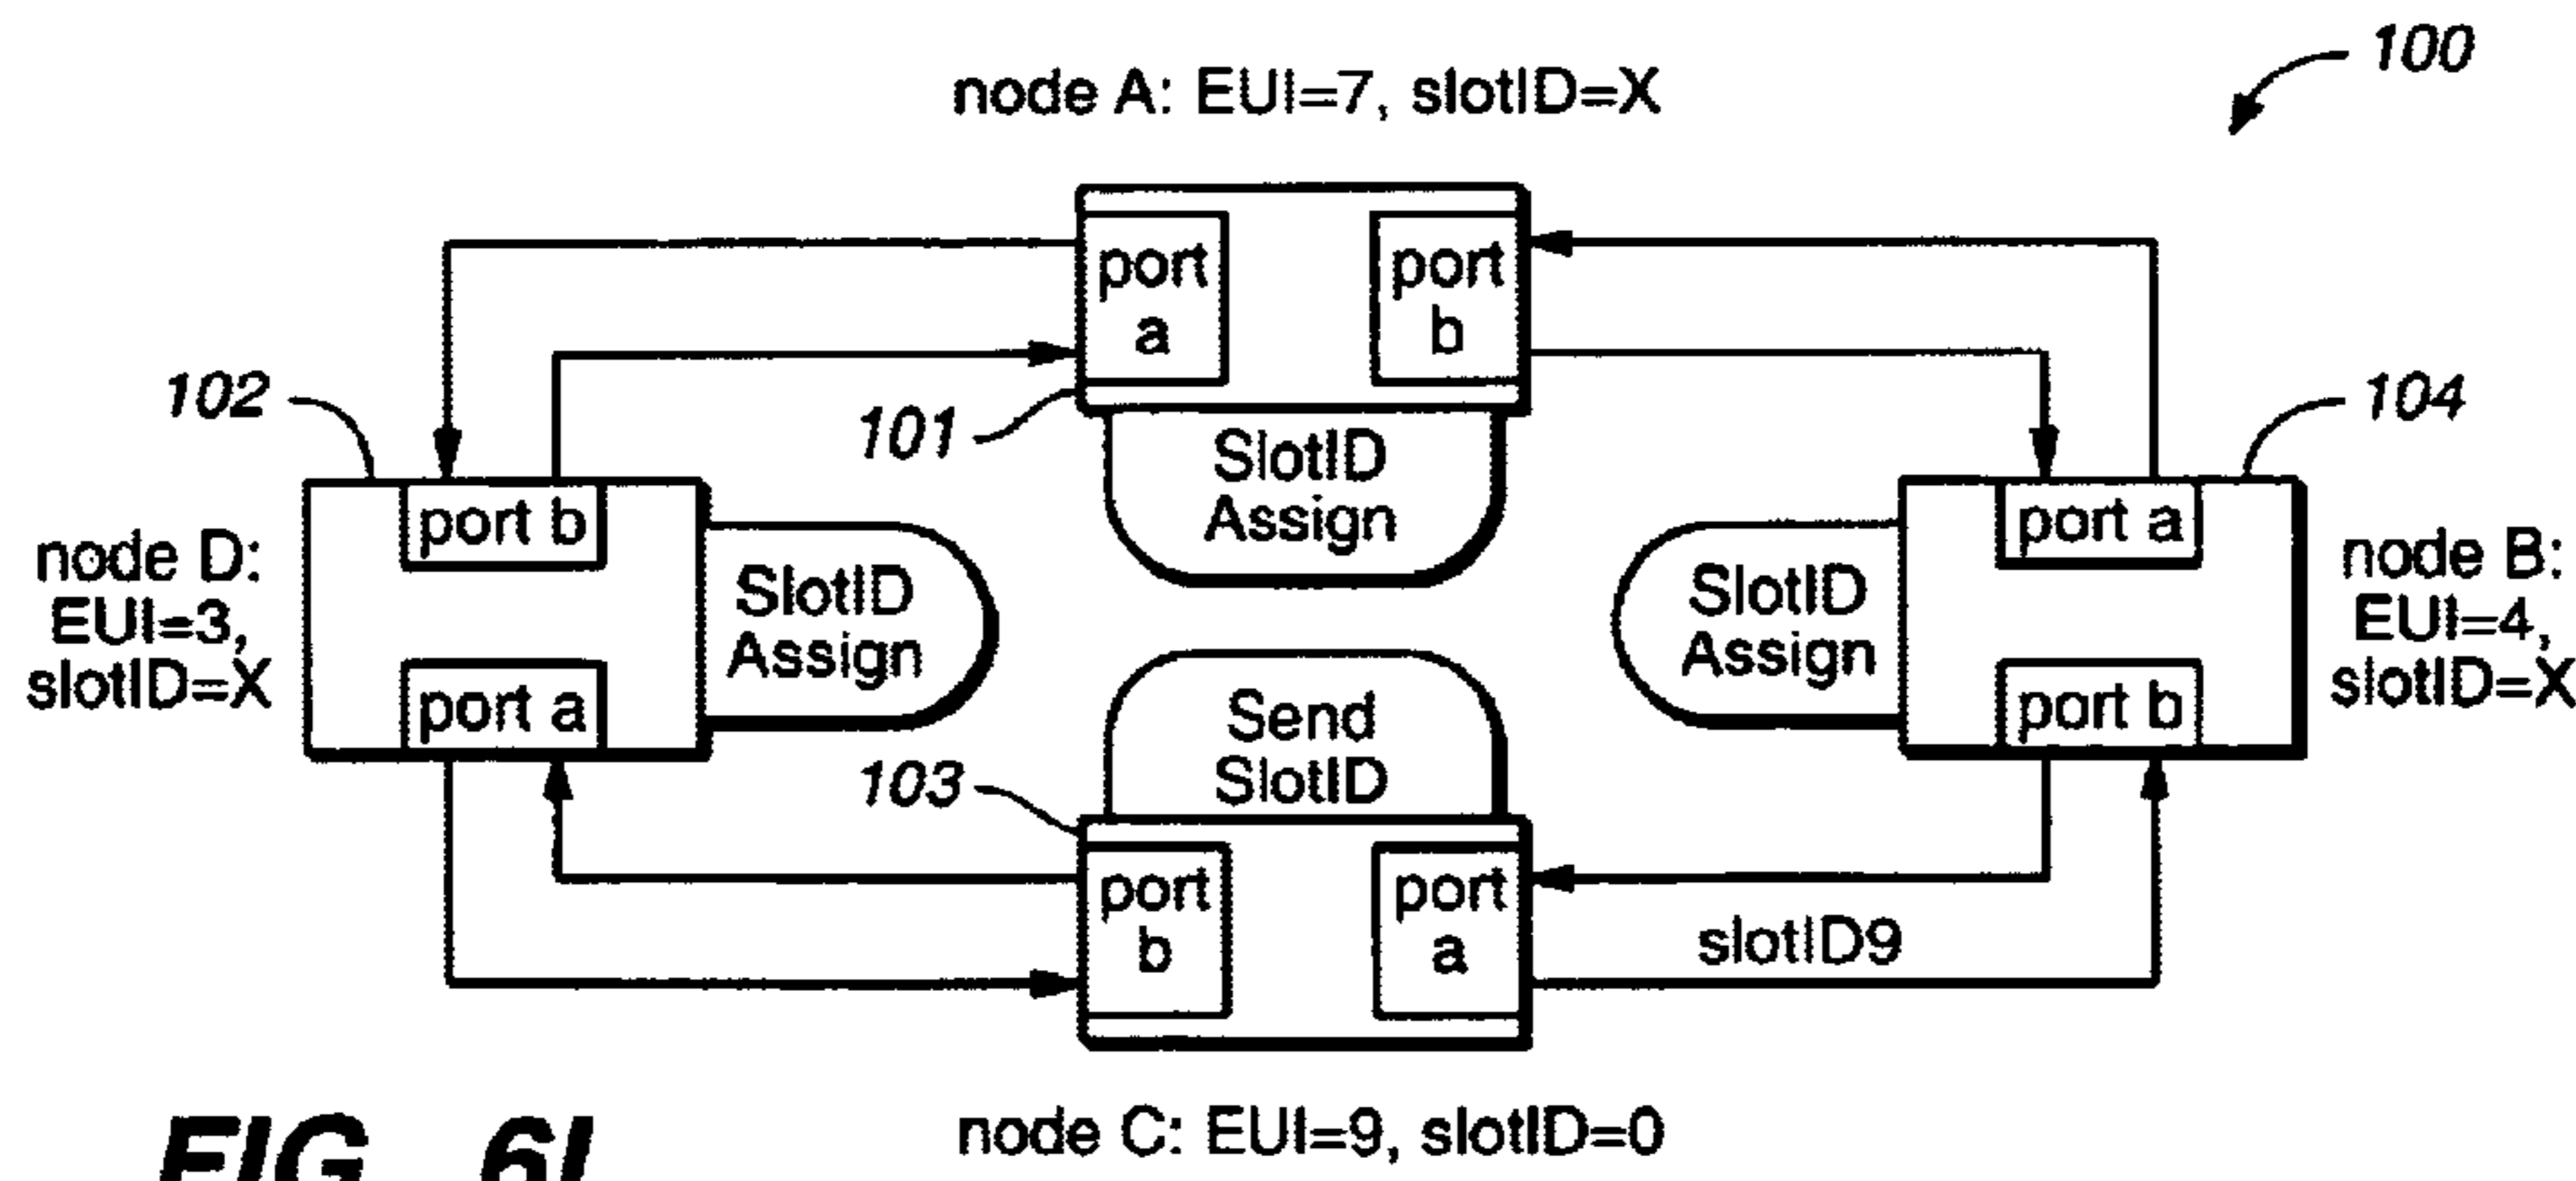 100
node A: EUI=7, slotID=X
port
a
port
b
102
101
104
SlotID
Assign
port b
port a
node D:
EUI=3,
slotID=X
SlotID
Assign
SlotID
Assign
node B:
EUI=4,
slotID=X
port a
port b
Send
SlotID
103
port
b
port
a
slotID9
node C: EUI=9, slotID=0